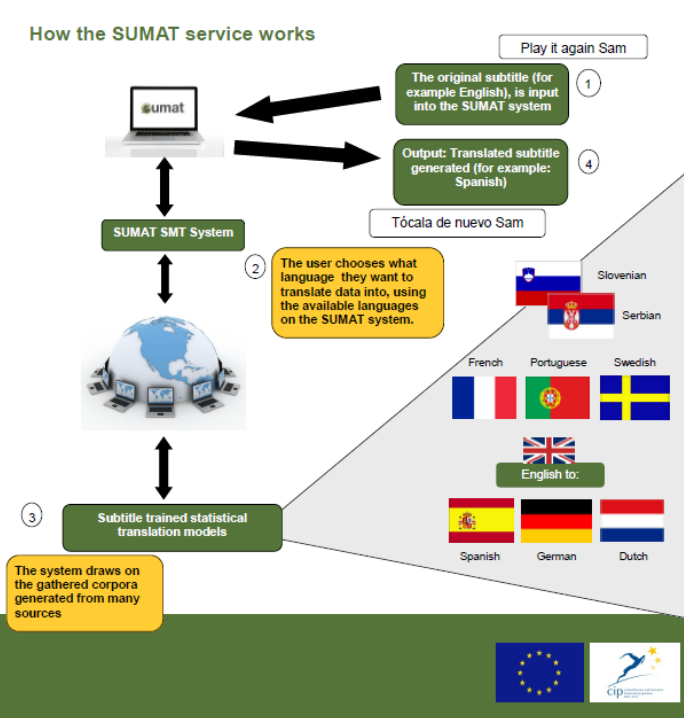 How the SUMAT service works
Play it again Sam
The original subtitle (for
example English), is input
into the SUMAT system
1
sumat
Output: Translated subtitle
generated (for example:
Spanish)
4
Tócala de nuevo Sam
SUMAT SMT System
2
The user chooses what
language they want to
translate data into, using
the available languages
on the SUMAT system.
Slovenian
Serbian
French
Portuguese
Swedish
English to:
Spanish
German
Dutch
3
Subtitle trained statistical
translation models
The system draws on
the gathered corpora
generated from many
sources
cip